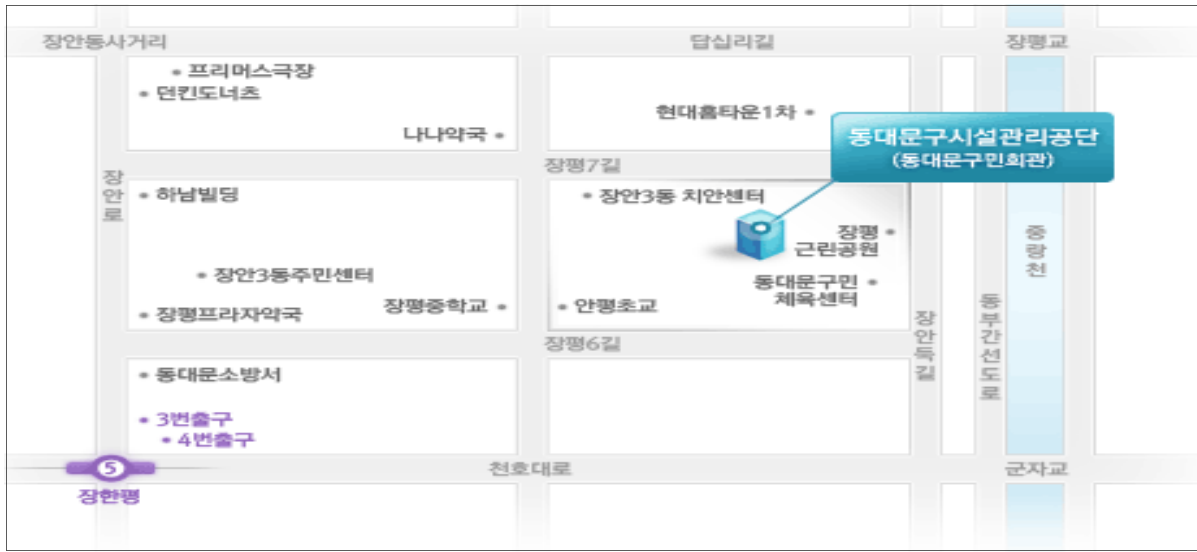 장안동사거리
답십리길
장평교
프리머스극장
던킨도너츠
현대홈타운1차
나나약국
동대문구시설관리공단
(동대문구민회관)
장평7길
장안로
하남빌딩
장안3동 치안센터
장평
근린공원
중랑천
장안3동주민센터
동대문구민
체육센터
장평프라자약국
장평중학교
안평초교
장안둑길
동부간선도로
장평6길
동대문소방서
3번출구
4번출구
5
장한평
천호대로
군자교